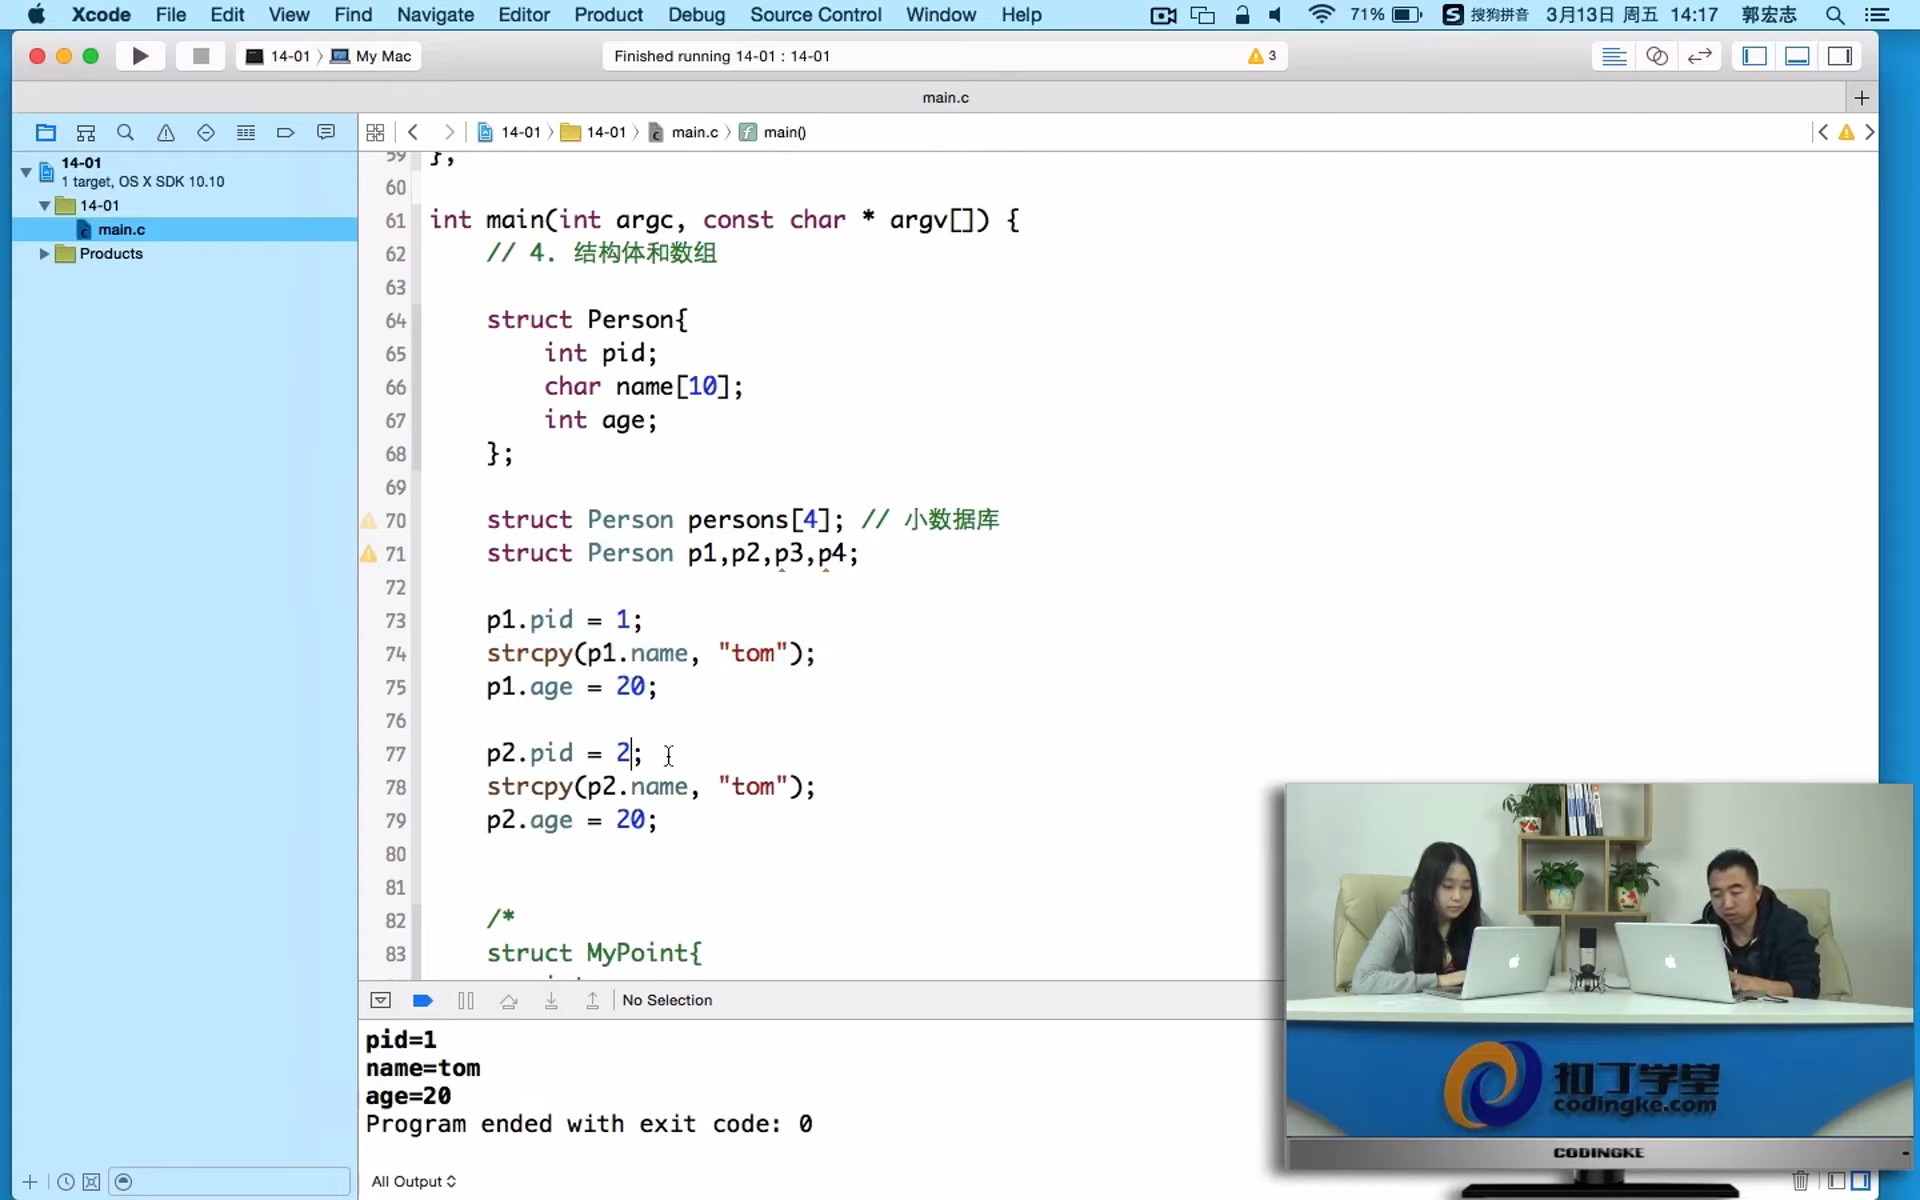 Xcode File Edit View Find Navigate Editor Product Debug Source Control Window Help 71% S 搜狗拼音 3月13日 周五 14:17 郭宏志
14-01 〉 My Mac
Finished running 14-01 : 14-01
3
main.c
14-01 〉 14-01 〉 main.c 〉 main()
14-01
1 target, OS X SDK 10.10
14-01
main.c
Products
59 };
60
61 int main(int argc, const char * argv[]) {
62 // 4. 结构体和数组
63
64 struct Person{
65 int pid;
66 char name[10];
67 int age;
68 };
69
70 struct Person persons[4]; // 小数据库
71 struct Person p1,p2,p3,p4;
72
73 p1.pid = 1;
74 strcpy(p1.name, "tom");
75 p1.age = 20;
76
77 p2.pid = 2;
78 strcpy(p2.name, "tom");
79 p2.age = 20;
80
81
82 /*
83 struct MyPoint{
No Selection
pid=1
name=tom
age=20
Program ended with exit code: 0
All Output
扣丁学堂
codingke.com
CODINGKE